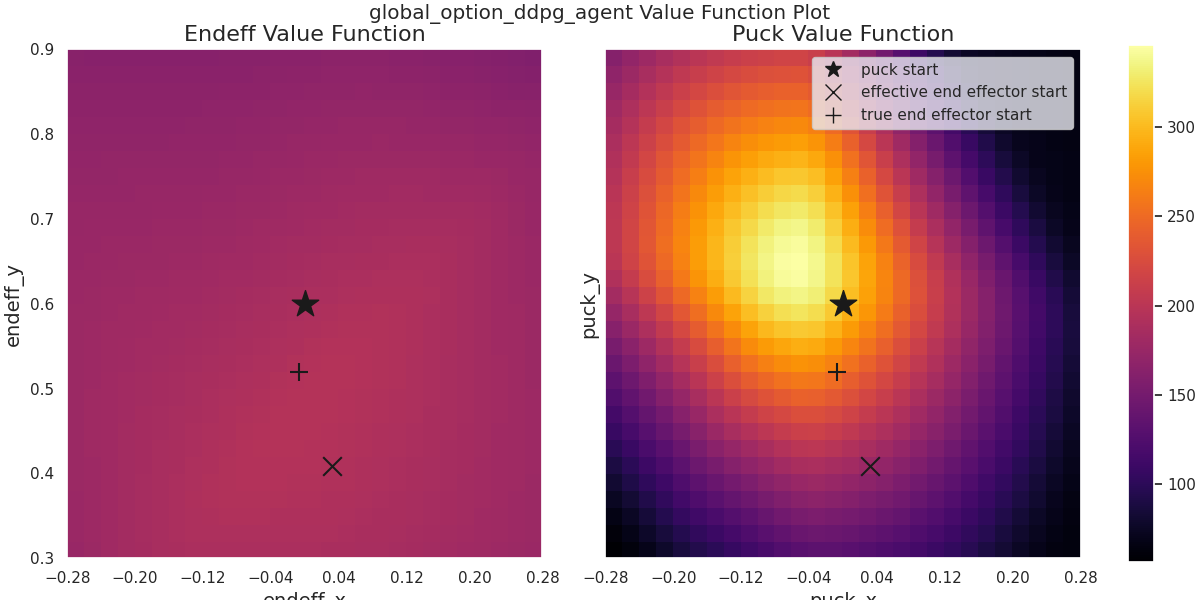 global_option_ddpg_agent Value Function Plot
Endeff Value Function
Puck Value Function
puck start
effective end effector start
true end effector start
endeff_y
0.9
0.8
0.7
0.6
0.5
0.4
0.3
−0.28 −0.20 −0.12 −0.04 0.04 0.12 0.20 0.28
endeff_x
puck_y
−0.28 −0.20 −0.12 −0.04 0.04 0.12 0.20 0.28
puck_x
300
250
200
150
100